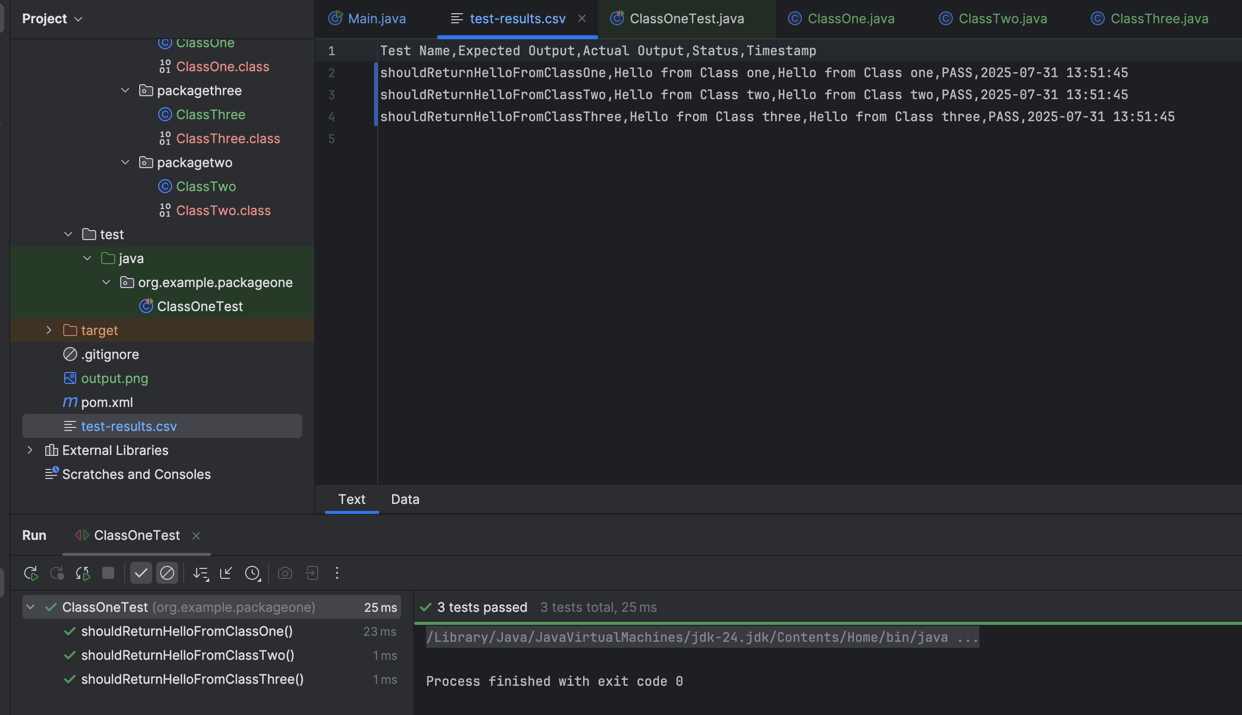 Project
Main.java
test-results.csv
ClassOneTest.java
ClassOne.java
ClassTwo.java
ClassThree.java
ClassOne
ClassOne.class
packagethree
ClassThree
ClassThree.class
packagetwo
ClassTwo
ClassTwo.class
test
java
org.example.packageone
ClassOneTest
target
.gitignore
output.png
pom.xml
test-results.csv
External Libraries
Scratches and Consoles
1 Test Name,Expected Output,Actual Output,Status,Timestamp
2 shouldReturnHelloFromClassOne,Hello from Class one,Hello from Class one,PASS,2025-07-31 13:51:45
3 shouldReturnHelloFromClassTwo,Hello from Class two,Hello from Class two,PASS,2025-07-31 13:51:45
4 shouldReturnHelloFromClassThree,Hello from Class three,Hello from Class three,PASS,2025-07-31 13:51:45
5
Text Data
Run ClassOneTest
ClassOneTest (org.example.packageone) 25 ms
shouldReturnHelloFromClassOne() 23 ms
shouldReturnHelloFromClassTwo() 1 ms
shouldReturnHelloFromClassThree() 1 ms
3 tests passed 3 tests total, 25 ms
/Library/Java/JavaVirtualMachines/jdk-24.jdk/Contents/Home/bin/java ...
Process finished with exit code 0